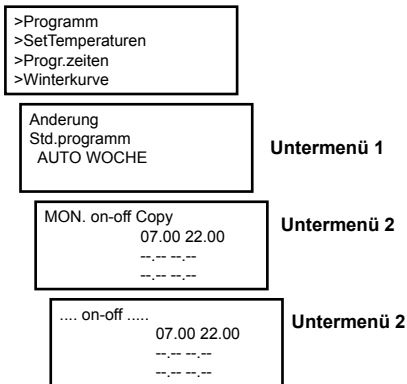 >Programm
>SetTemperaturen
>Progr.zeiten
>Winterkurve
Anderung
Std.programm
AUTO WOCHE
Untermenü 1
MON. on-off Copy
07.00 22.00
--.-- --.--
--.-- --.--
Untermenü 2
.... on-off .....
07.00 22.00
--.-- --.--
--.-- --.--
Untermenü 2